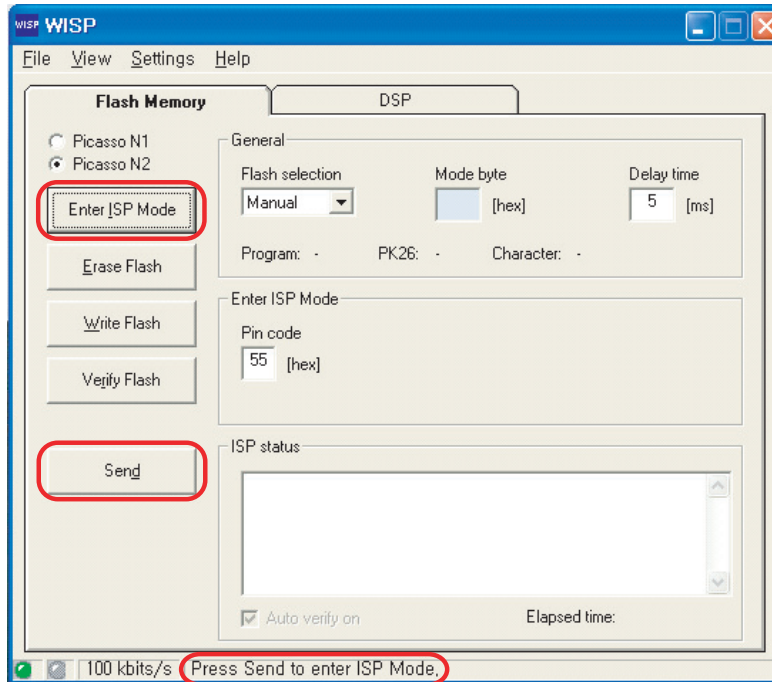 WISP WISP
File View Settings Help
Flash Memory DSP
Picasso N1
Picasso N2
Enter ISP Mode
Erase Flash
Write Flash
Verify Flash
Send
General
Flash selection Mode byte Delay time
Manual [hex] 5 [ms]
Program: - PK26: - Character: -
Enter ISP Mode
Pin code
55 [hex]
ISP status
Auto verify on Elapsed time:
100 kbits/s Press Send to enter ISP Mode,